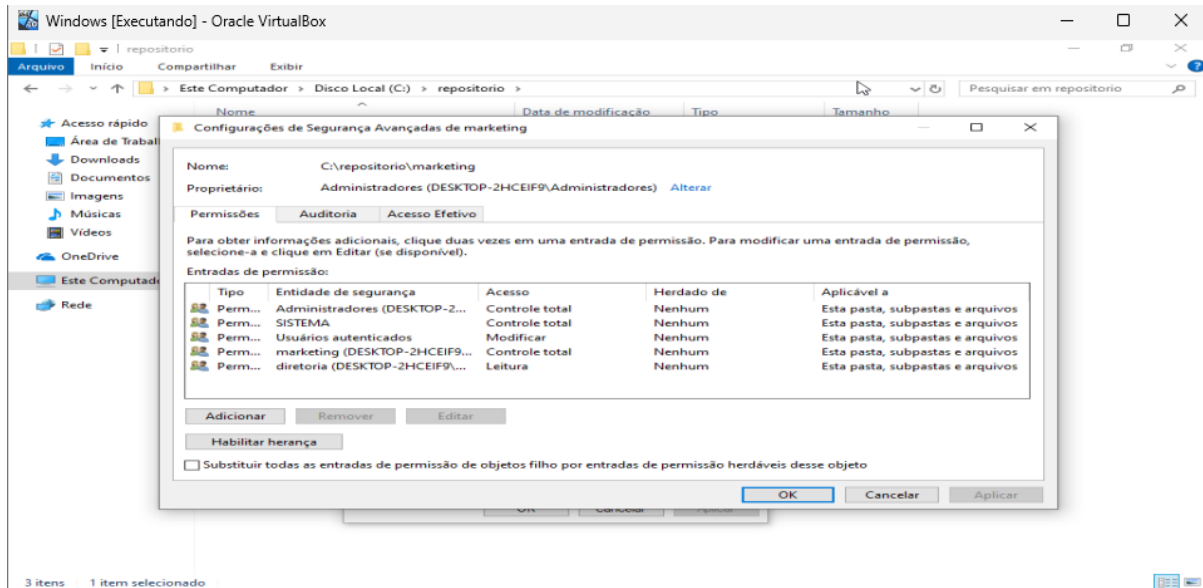 Windows [Executando] - Oracle VirtualBox
repositorio
Arquivo Início Compartilhar Exibir
Este Computador > Disco Local (C:) > repositorio >
Pesquisar em repositorio
Nome Data de modificação Tipo Tamanho
Acesso rápido
Área de Trabal
Downloads
Documentos
Imagens
Músicas
Vídeos
OneDrive
Este Computad
Rede
Configurações de Segurança Avançadas de marketing
Nome: C:\repositorio\marketing
Proprietário: Administradores (DESKTOP-2HCEIF9\Administradores) Alterar
Permissões Auditoria Acesso Efetivo
Para obter informações adicionais, clique duas vezes em uma entrada de permissão. Para modificar uma entrada de permissão,
selecione-a e clique em Editar (se disponível).
Entradas de permissão:
Tipo Entidade de segurança Acesso Herdado de Aplicável a
Perm... Administradores (DESKTOP-2... Controle total Nenhum Esta pasta, subpastas e arquivos
Perm... SISTEMA Controle total Nenhum Esta pasta, subpastas e arquivos
Perm... Usuários autenticados Modificar Nenhum Esta pasta, subpastas e arquivos
Perm... marketing (DESKTOP-2HCEIF9... Controle total Nenhum Esta pasta, subpastas e arquivos
Perm... diretoria (DESKTOP-2HCEIF9\... Leitura Nenhum Esta pasta, subpastas e arquivos
Adicionar Remover Editar
Habilitar herança
Substituir todas as entradas de permissão de objetos filho por entradas de permissão herdáveis desse objeto
OK Cancelar Aplicar
3 itens 1 item selecionado